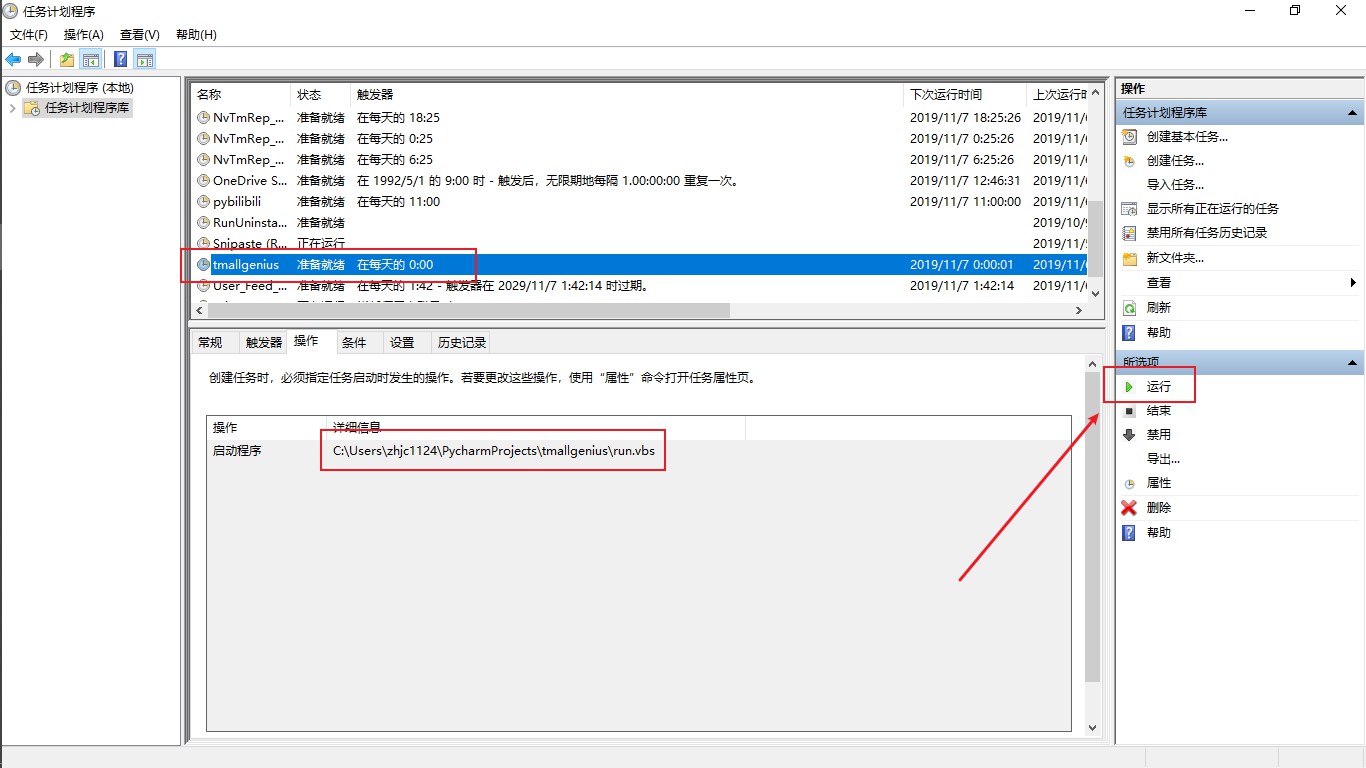 任务计划程序
文件(F) 操作(A) 查看(V) 帮助(H)
任务计划程序 (本地)
任务计划程序库
名称 状态 触发器 下次运行时间 上次运行时
NvTmRep_... 准备就绪 在每天的 18:25 2019/11/7 18:25:26 2019/11/
NvTmRep_... 准备就绪 在每天的 0:25 2019/11/7 0:25:26 2019/11/
NvTmRep_... 准备就绪 在每天的 6:25 2019/11/7 6:25:26 2019/11/
OneDrive S... 准备就绪 在 1992/5/1 的 9:00 时 - 触发后，无限期地每隔 1.00:00:00 重复一次。 2019/11/7 12:46:31 2019/11/
pybilibili 准备就绪 在每天的 11:00 2019/11/7 11:00:00 2019/11/
RunUninsta... 准备就绪 2019/10/
Snipaste (R... 正在运行 2019/11/
tmallgenius 准备就绪 在每天的 0:00 2019/11/7 0:00:01 2019/11/
User_Feed_... 准备就绪 在每天的 1:42 - 触发器在 2029/11/7 1:42:14 时过期。 2019/11/7 1:42:14 2019/11/
常规 触发器 操作 条件 设置 历史记录
创建任务时，必须指定任务启动时发生的操作。若要更改这些操作，使用“属性”命令打开任务属性页。
操作 详细信息
启动程序 C:\Users\zhjc1124\PycharmProjects\tmallgenius\run.vbs
操作
任务计划程序库
创建基本任务...
创建任务...
导入任务...
显示所有正在运行的任务
禁用所有任务历史记录
新文件夹...
查看
刷新
帮助
所选项
运行
结束
禁用
导出...
属性
删除
帮助